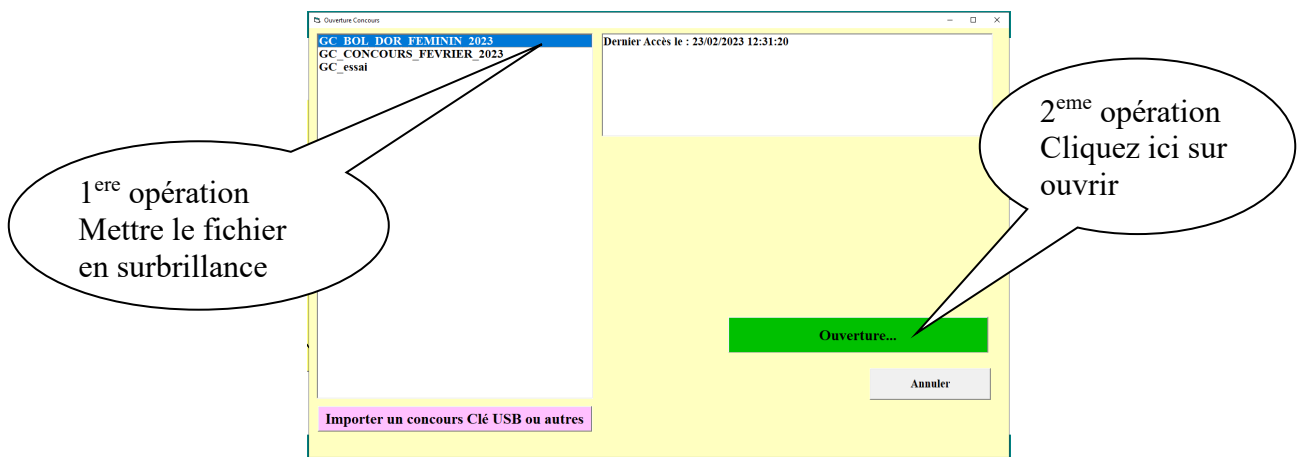 Ouverture Concours
GC_BOL_DOR_FEMININ_2023
GC_CONCOURS_FEVRIER_2023
GC_essai
Dernier Accès le : 23/02/2023 12:31:20
1ere opération
Mettre le fichier
en surbrillance
2eme opération
Cliquez ici sur
ouvrir
Ouverture...
Annuler
Importer un concours Clé USB ou autres